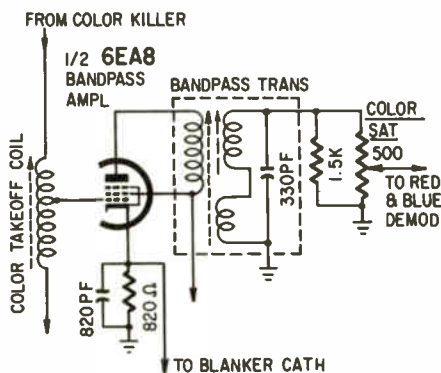 FROM COLOR KILLER
1/2 6EA8
BANDPASS
AMPL.
BANDPASS TRANS
COLOR
SAT
500
1.5K
330PF
TO RED
& BLUE
DEMOD
COLOR TAKEOFF COIL
820PF
820Ω
TO BLANKER CATH